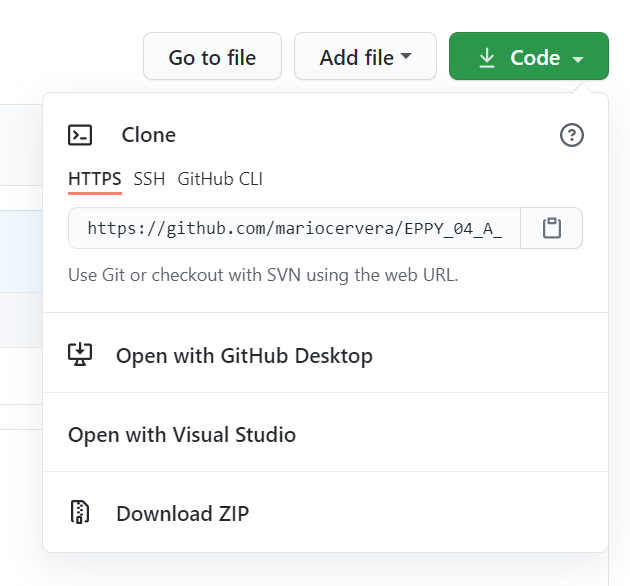 Go to file
Add file
Code
Clone
HTTPS SSH GitHub CLI
https://github.com/mariocervera/EPPY_04_A_
Use Git or checkout with SVN using the web URL.
Open with GitHub Desktop
Open with Visual Studio
Download ZIP